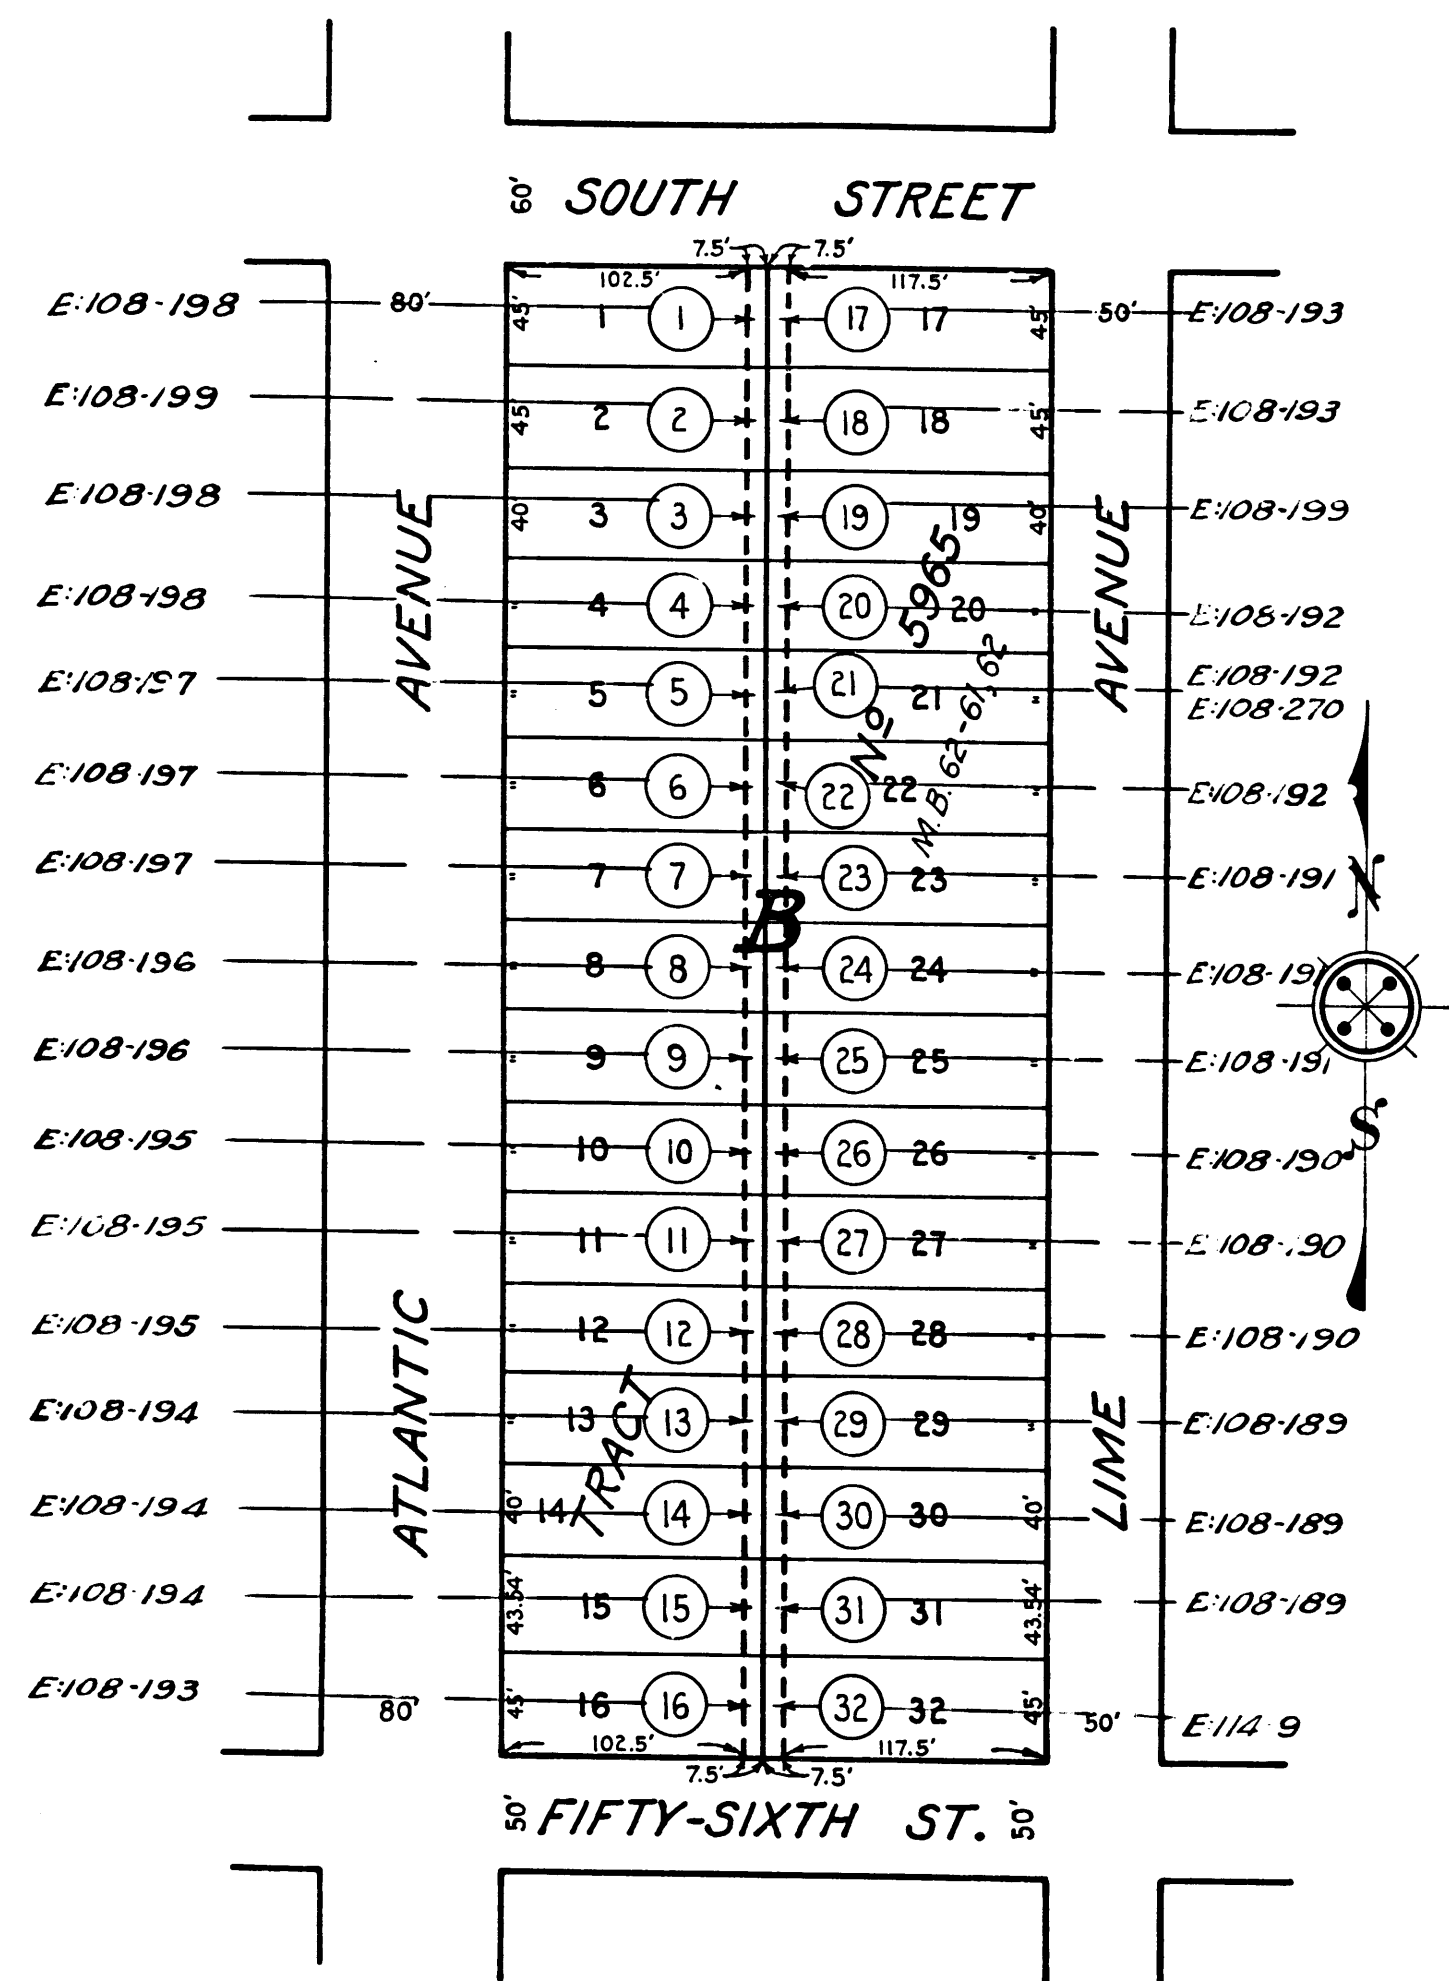 60' SOUTH STREET
7.5' 7.5'
102.5' 117.5'
E:108-198 80' 45' 1 1 17 17 45' 50' E:108-193
E:108-199 45' 2 2 18 18 45' E:108-193
E:108-198 40' 3 3 19 19 40' E:108-199
E:108-198 " 4 4 20 20 " E:108-192
E:108-197 " 5 5 21 21 " E:108-192
E:108-270
E:108-197 " 6 6 22 22 " E:108-192
E:108-197 " 7 7 23 23 " E:108-191
B
E:108-196 " 8 8 24 24 " E:108-191
E:108-196 " 9 9 25 25 " E:108-191
E:108-195 " 10 10 26 26 " E:108-190
E:108-195 " 11 11 27 27 " E:108-190
E:108-195 " 12 12 28 28 " E:108-190
E:108-194 " 13 13 29 29 " E:108-189
E:108-194 40' 14 14 30 30 40' E:108-189
E:108-194 43.54' 15 15 31 31 43.54' E:108-189
E:108-193 80' 45' 16 16 32 32 45' 50' E:114-9
102.5' 117.5'
7.5' 7.5'
50' FIFTY-SIXTH ST. 50'
ATLANTIC AVENUE
LIME AVENUE
TRACT Nº 5965
M.B. 62-61,62
N
S